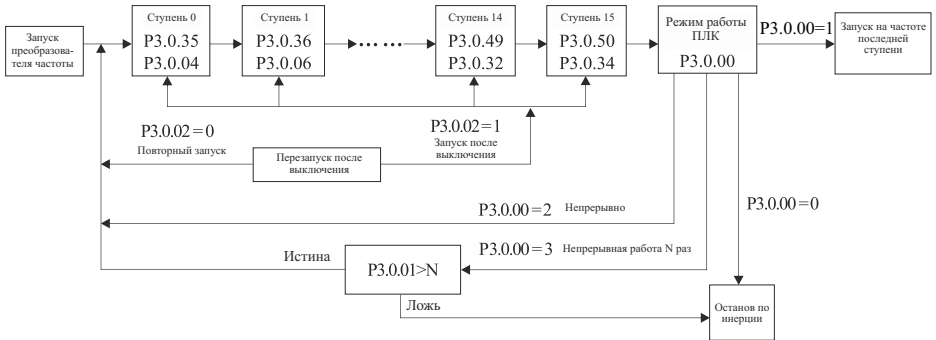 Запуск
преобразова-
теля частоты
Ступень 0
P3.0.35
P3.0.04
Ступень 1
P3.0.36
P3.0.06
Ступень 14
P3.0.49
P3.0.32
Ступень 15
P3.0.50
P3.0.34
Режим работы
ПЛК
P3.0.00
P3.0.00=1
Запуск на частоте
последней
ступени
P3.0.02=0
Повторный запуск
Перезапуск после
выключения
P3.0.02=1
Запуск после
выключения
P3.0.00=2 Непрерывно
P3.0.00=0
P3.0.00=3 Непрерывная работа N раз
Истина
P3.0.01>N
Ложь
Останов по
инерции